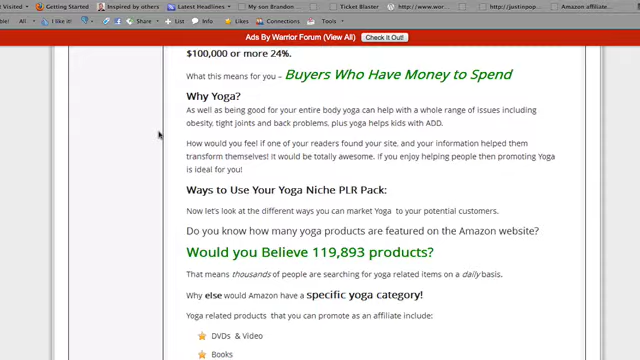 Visited Getting Started Inspired by others Latest Headlines My son Brandon Ticket Blaster http://www.wor http://justinpop Amazon affiliate
All I like it! Share Info Tools Likes Connections Tools
Ads By Warrior Forum (View All) Check It Out!
$100,000 or more 24%.
What this means for you – Buyers Who Have Money to Spend
Why Yoga?
As well as being good for your entire body yoga can help with a whole range of issues including
obesity, tight joints and back problems, plus yoga helps kids with ADD.
How would you feel if one of your readers found your site, and your information helped them
transform themselves! It would be totally awesome. If you enjoy helping people then promoting Yoga
is ideal for you!
Ways to Use Your Yoga Niche PLR Pack:
Now let's look at the different ways you can market Yoga to your potential customers.
Do you know how many yoga products are featured on the Amazon website?
Would you Believe 119,893 products?
That means thousands of people are searching for yoga related items on a daily basis.
Why else would Amazon have a specific yoga category!
Yoga related products that you can promote as an affiliate include:
DVDs & Video
Books